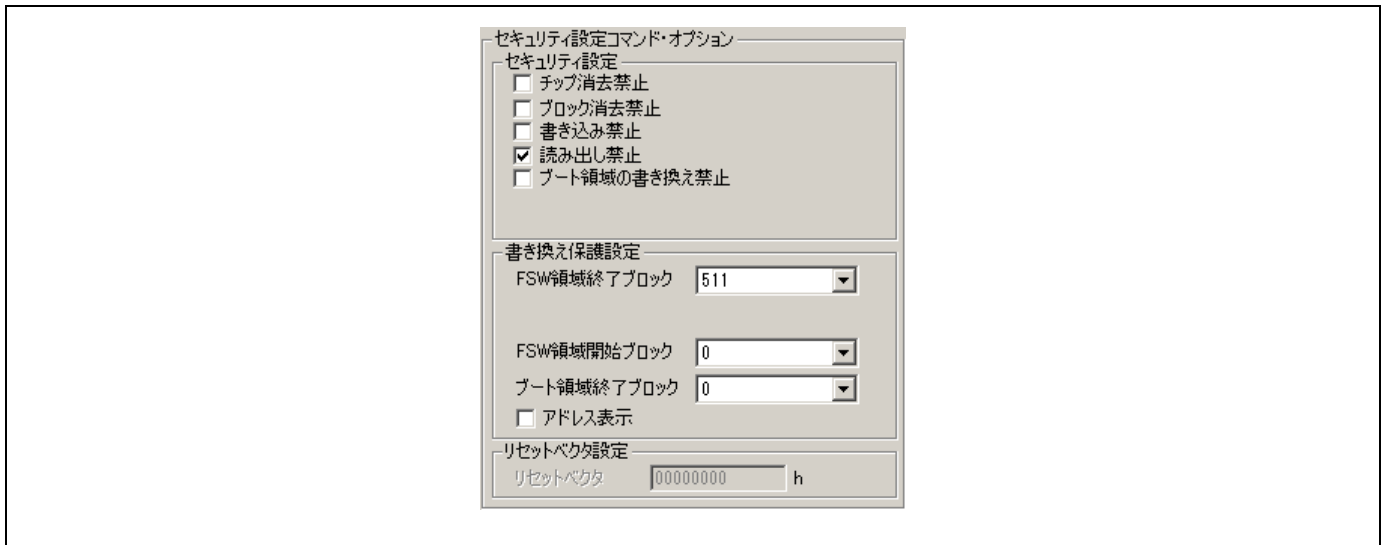 セキュリティ設定コマンド・オプション
セキュリティ設定
チップ消去禁止
ブロック消去禁止
書き込み禁止
読み出し禁止
ブート領域の書き換え禁止
書き換え保護設定
FSW領域終了ブロック 511
FSW領域開始ブロック 0
ブート領域終了ブロック 0
アドレス表示
リセットベクタ設定
リセットベクタ 00000000 h